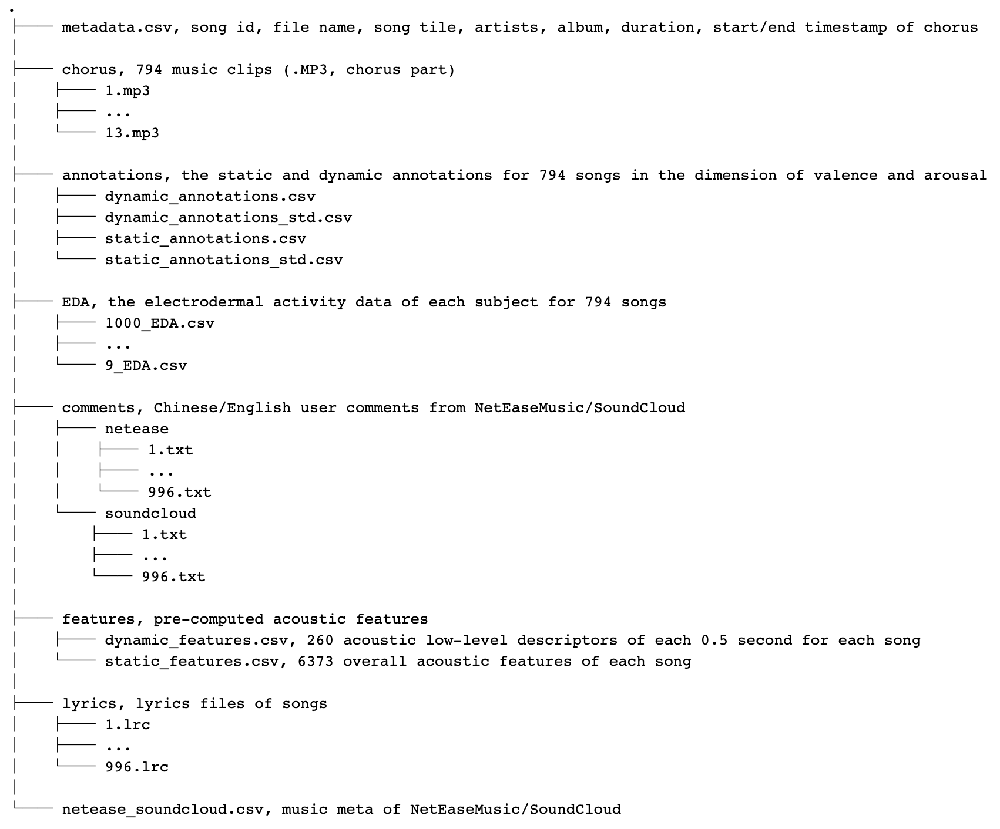 .
├── metadata.csv, song id, file name, song tile, artists, album, duration, start/end timestamp of chorus
│
├── chorus, 794 music clips (.MP3, chorus part)
│   ├── 1.mp3
│   ├── ...
│   └── 13.mp3
│
├── annotations, the static and dynamic annotations for 794 songs in the dimension of valence and arousal
│   ├── dynamic_annotations.csv
│   ├── dynamic_annotations_std.csv
│   ├── static_annotations.csv
│   └── static_annotations_std.csv
│
├── EDA, the electrodermal activity data of each subject for 794 songs
│   ├── 1000_EDA.csv
│   ├── ...
│   └── 9_EDA.csv
│
├── comments, Chinese/English user comments from NetEaseMusic/SoundCloud
│   ├── netease
│   │   ├── 1.txt
│   │   ├── ...
│   │   └── 996.txt
│   └── soundcloud
│       ├── 1.txt
│       ├── ...
│       └── 996.txt
│
├── features, pre-computed acoustic features
│   ├── dynamic_features.csv, 260 acoustic low-level descriptors of each 0.5 second for each song
│   └── static_features.csv, 6373 overall acoustic features of each song
│
├── lyrics, lyrics files of songs
│   ├── 1.lrc
│   ├── ...
│   └── 996.lrc
│
└── netease_soundcloud.csv, music meta of NetEaseMusic/SoundCloud